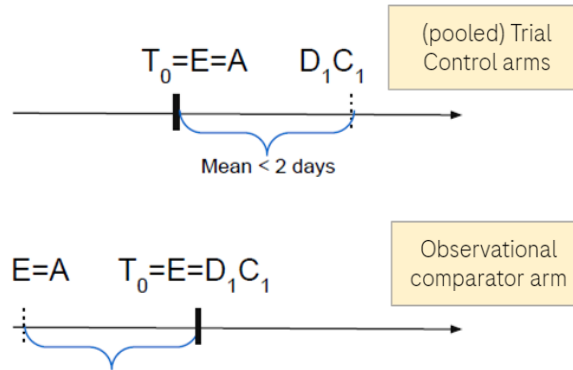 (pooled) Trial
Control arms
T₀=E=A D₁C₁
Mean < 2 days
Observational
comparator arm
E=A T₀=E=D₁C₁